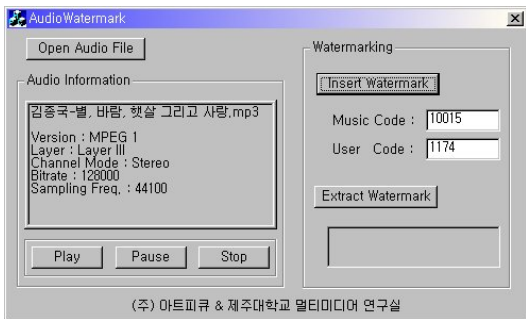 AudioWatermark
Open Audio File
Audio Information
김종국-별, 바람, 햇살 그리고 사랑.mp3
Version : MPEG 1
Layer : Layer III
Channel Mode : Stereo
Bitrate : 128000
Sampling Freq. : 44100
Play
Pause
Stop
Watermarking
Insert Watermark
Music Code : 10015
User Code : 1174
Extract Watermark
(주) 아트피큐 & 제주대학교 멀티미디어 연구실